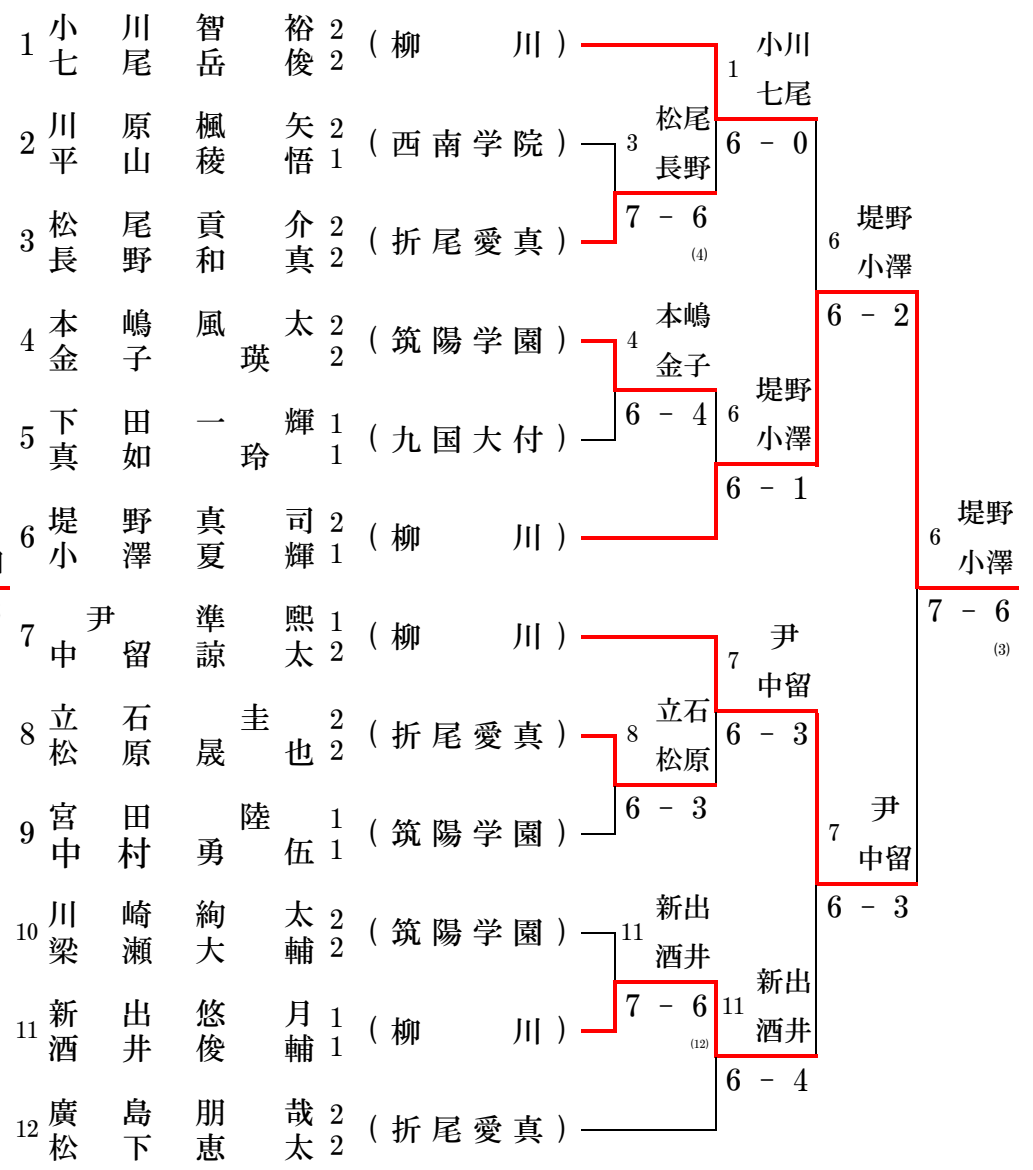 1 小川智裕 2 (柳川)
七尾岳俊 2
2 川原楓矢 2 (西南学院)
平山稜悟 1
3 松尾貢介 2 (折尾愛真)
長野和真 2
4 本嶋風太 2 (筑陽学園)
金子瑛 2
5 下田一輝 1 (九国大付)
真如玲 1
6 堤野真司 2 (柳川)
小澤夏輝 1
7 尹準熙 1 (柳川)
中留諒太 2
8 立石圭 2 (折尾愛真)
松原晟也 2
9 宮田陸 1 (筑陽学園)
中村勇伍 1
10 川崎絢太 2 (筑陽学園)
梁瀬大輔 2
11 新出悠月 1 (柳川)
酒井俊輔 1
12 廣島朋哉 2 (折尾愛真)
松下恵太 2
3 松尾
長野
7 - 6
(4)
4 本嶋
金子
6 - 4
8 立石
松原
6 - 3
11 新出
酒井
7 - 6
(12)
1 小川
七尾
6 - 0
6 堤野
小澤
6 - 1
7 尹
中留
6 - 3
11 新出
酒井
6 - 4
6 堤野
小澤
6 - 2
7 尹
中留
6 - 3
6 堤野
小澤
7 - 6
(3)